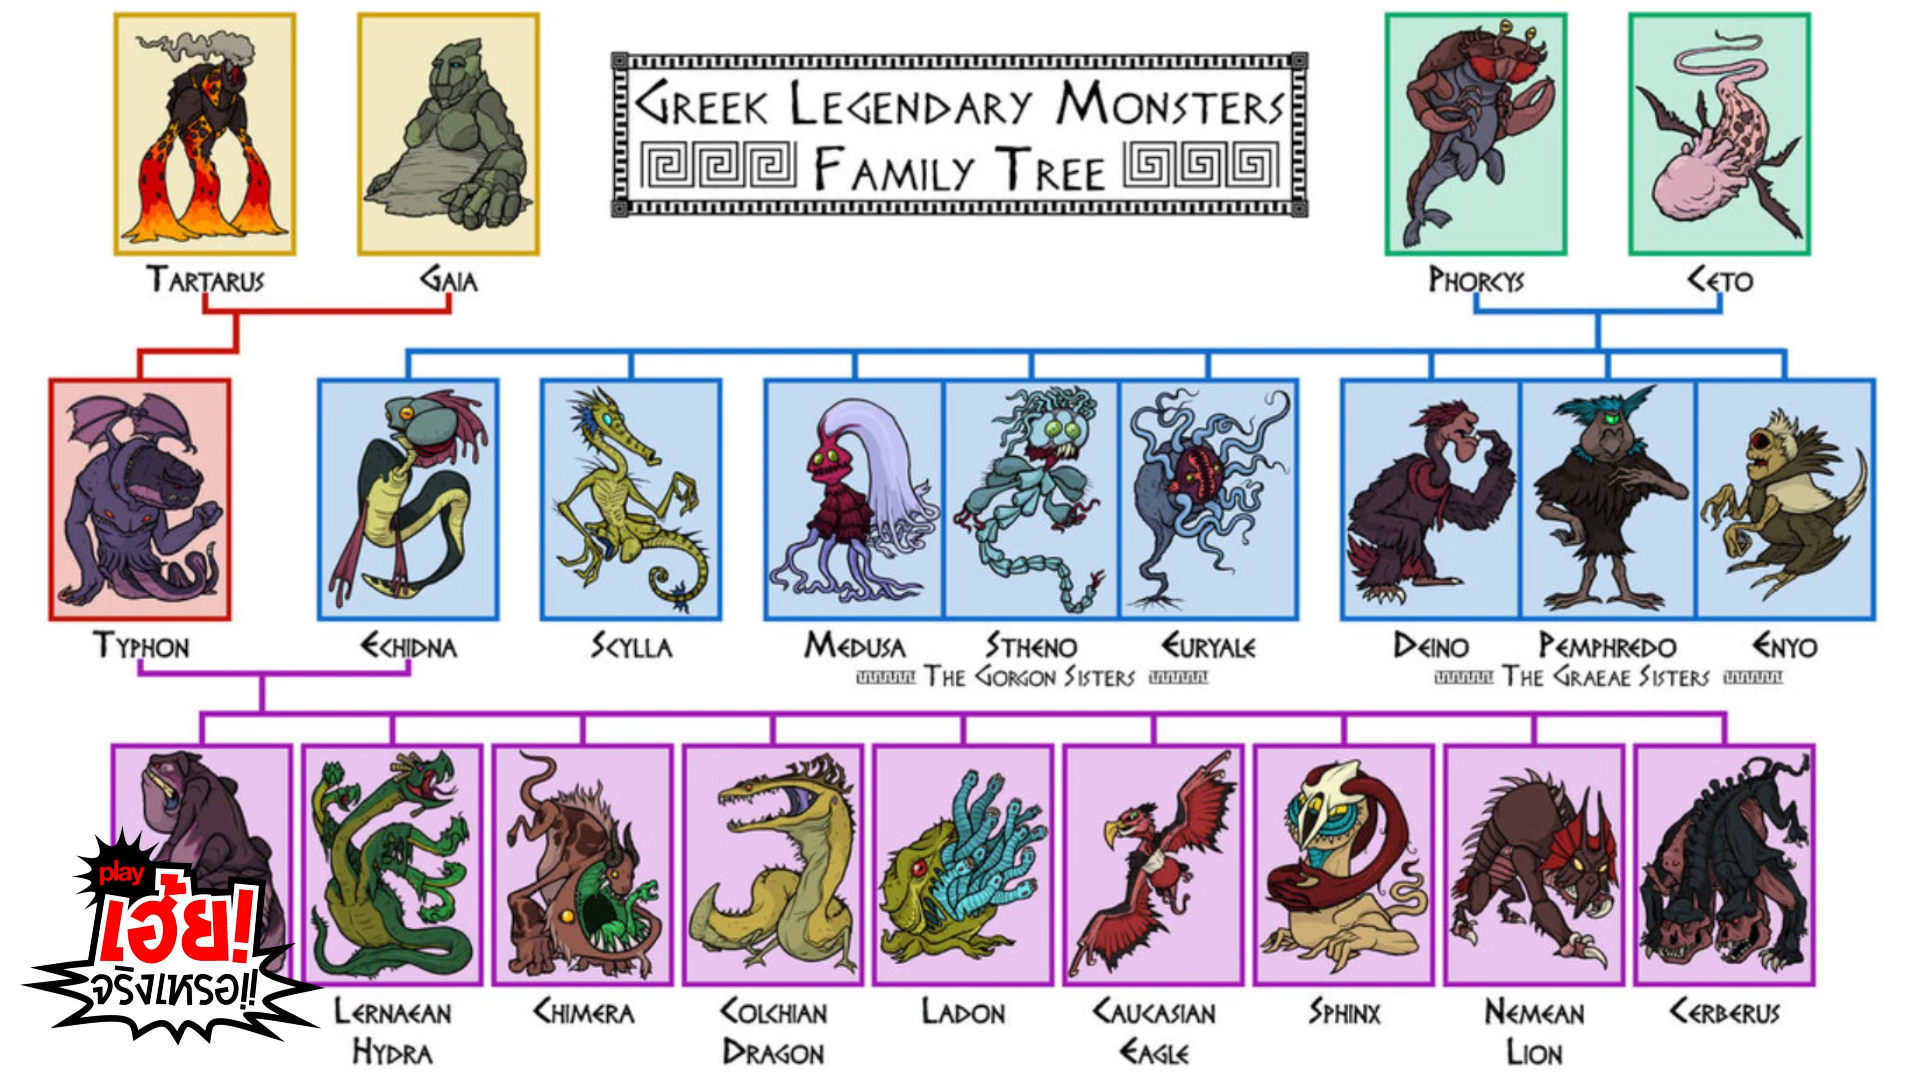 GREEK LEGENDARY MONSTERS
FAMILY TREE
TARTARUS
GAIA
PHORCYS
CETO
TYPHON
ECHIDNA
SCYLLA
MEDUSA
STHENO
EURYALE
THE GORGON SISTERS
DEINO
PEMPHREDO
ENYO
THE GRAEAE SISTERS
LERNAEAN
HYDRA
CHIMERA
COLCHIAN
DRAGON
LADON
CAUCASIAN
EAGLE
SPHINX
NEMEAN
LION
CERBERUS
play
เฮ้ย!
จริงเหรอ!!